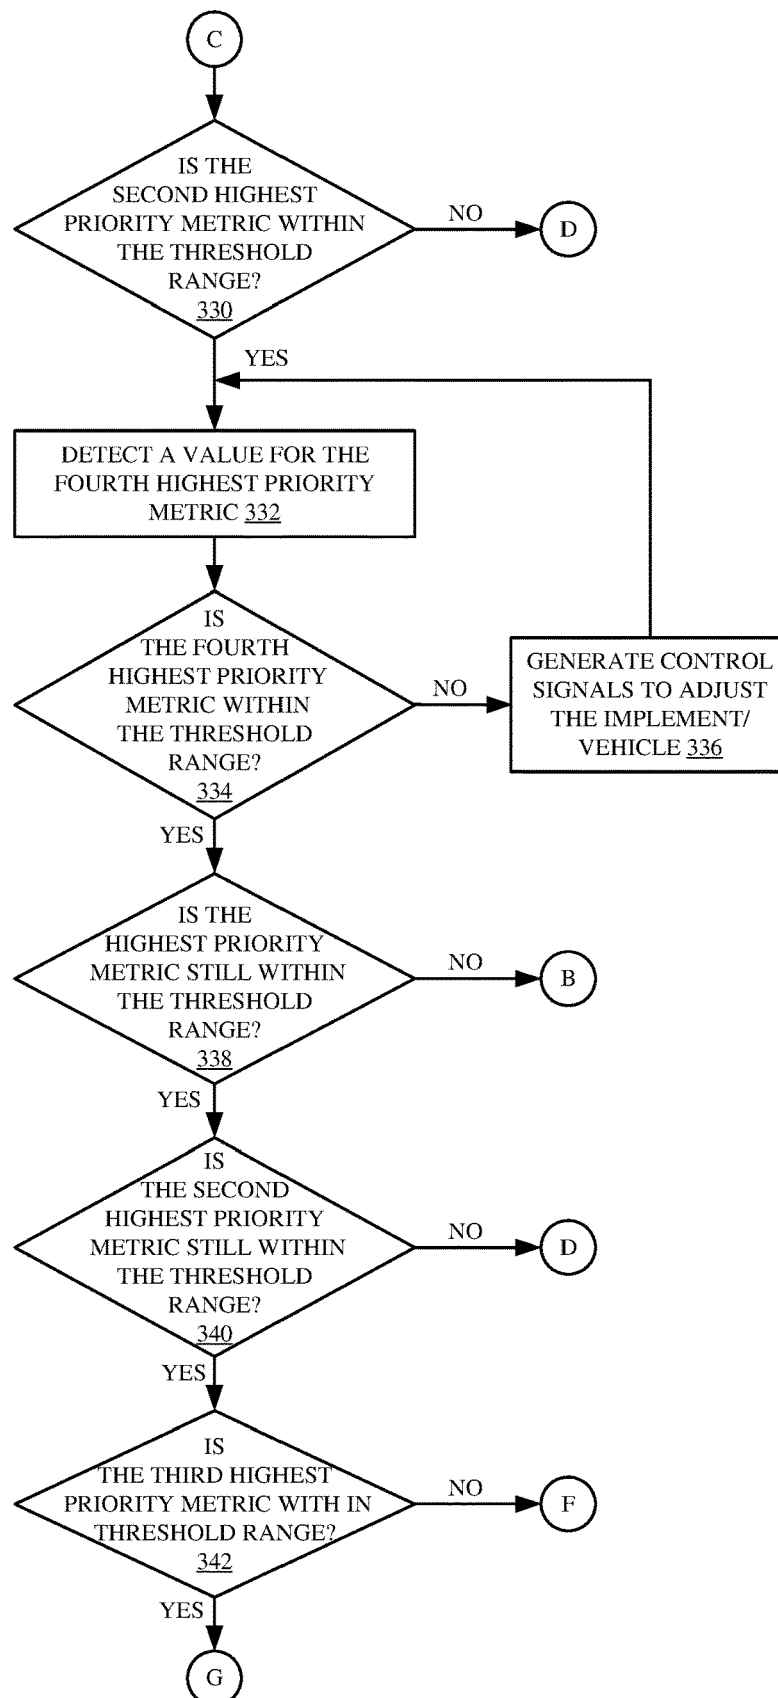 C
IS THE
SECOND HIGHEST
PRIORITY METRIC WITHIN
THE THRESHOLD
RANGE?
330
NO
D
YES
DETECT A VALUE FOR THE
FOURTH HIGHEST PRIORITY
METRIC 332
IS
THE FOURTH
HIGHEST PRIORITY
METRIC WITHIN
THE THRESHOLD
RANGE?
334
NO
GENERATE CONTROL
SIGNALS TO ADJUST
THE IMPLEMENT/
VEHICLE 336
YES
IS THE
HIGHEST PRIORITY
METRIC STILL WITHIN
THE THRESHOLD
RANGE?
338
NO
B
YES
IS
THE SECOND
HIGHEST PRIORITY
METRIC STILL WITHIN
THE THRESHOLD
RANGE?
340
NO
D
YES
IS
THE THIRD HIGHEST
PRIORITY METRIC WITH IN
THRESHOLD RANGE?
342
NO
F
YES
G